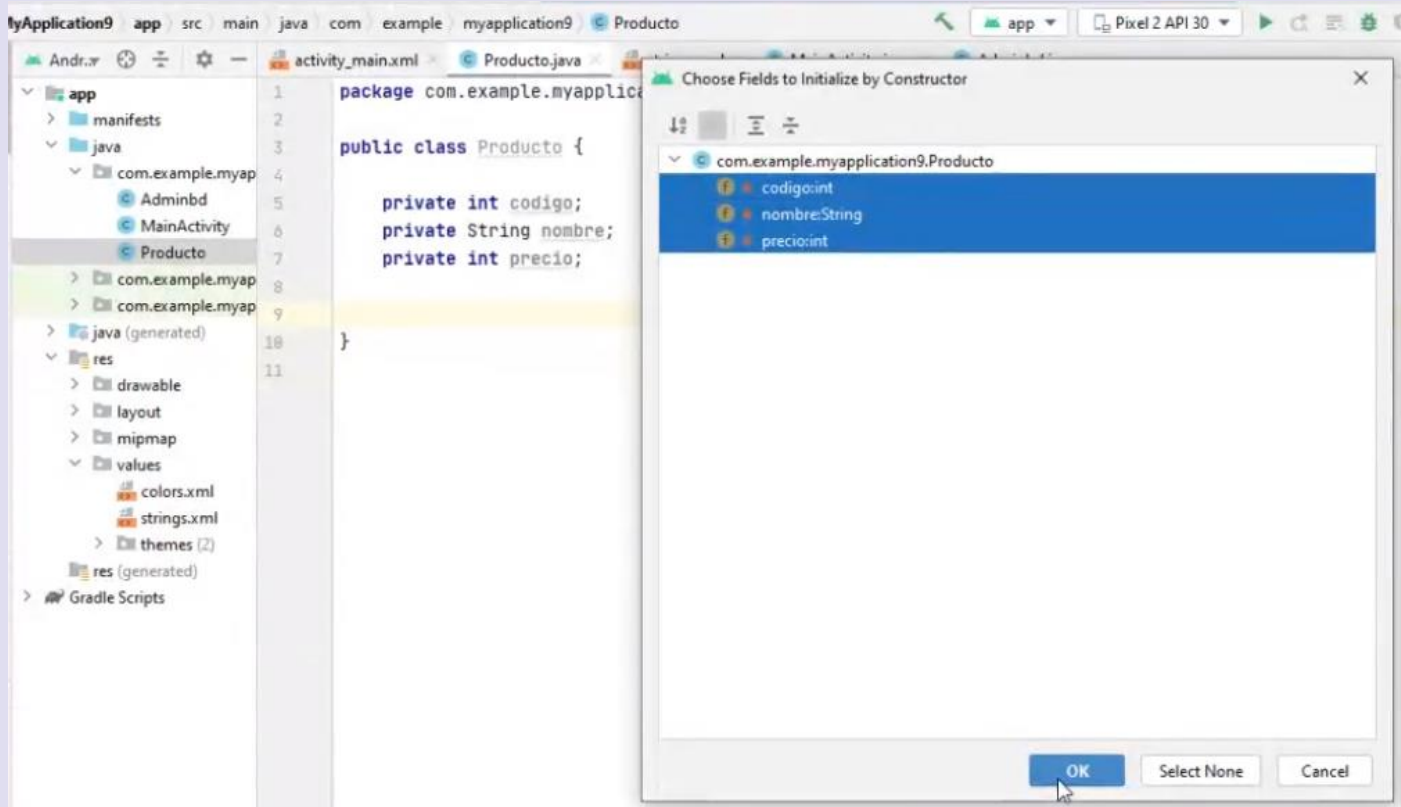 MyApplication9 app src main java com example myapplication9 Producto app Pixel 2 API 30
Andr..
activity_main.xml
Producto.java
app
manifests
java
com.example.myap
Adminbd
MainActivity
Producto
com.example.myap
com.example.myap
java (generated)
res
drawable
layout
mipmap
values
colors.xml
strings.xml
themes (2)
res (generated)
Gradle Scripts
1 package com.example.myapplica
2
3 public class Producto {
4
5 private int codigo;
6 private String nombre;
7 private int precio;
8
9
10 }
11
Choose Fields to Initialize by Constructor
com.example.myapplication9.Producto
codigo:int
nombre:String
precio:int
OK Select None Cancel